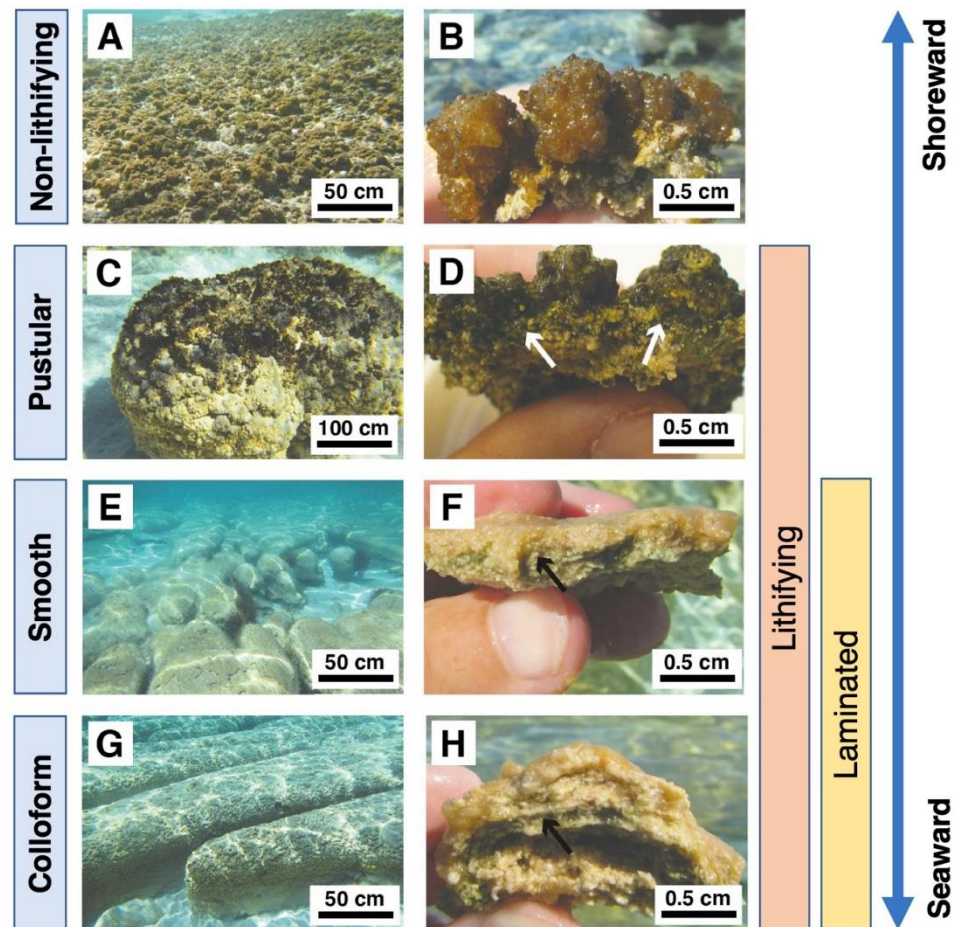 Non-lithifying
A
50 cm
B
0.5 cm
Shoreward
Pustular
C
100 cm
D
0.5 cm
Smooth
E
50 cm
F
0.5 cm
Lithifying
Laminated
Colloform
G
50 cm
H
0.5 cm
Seaward